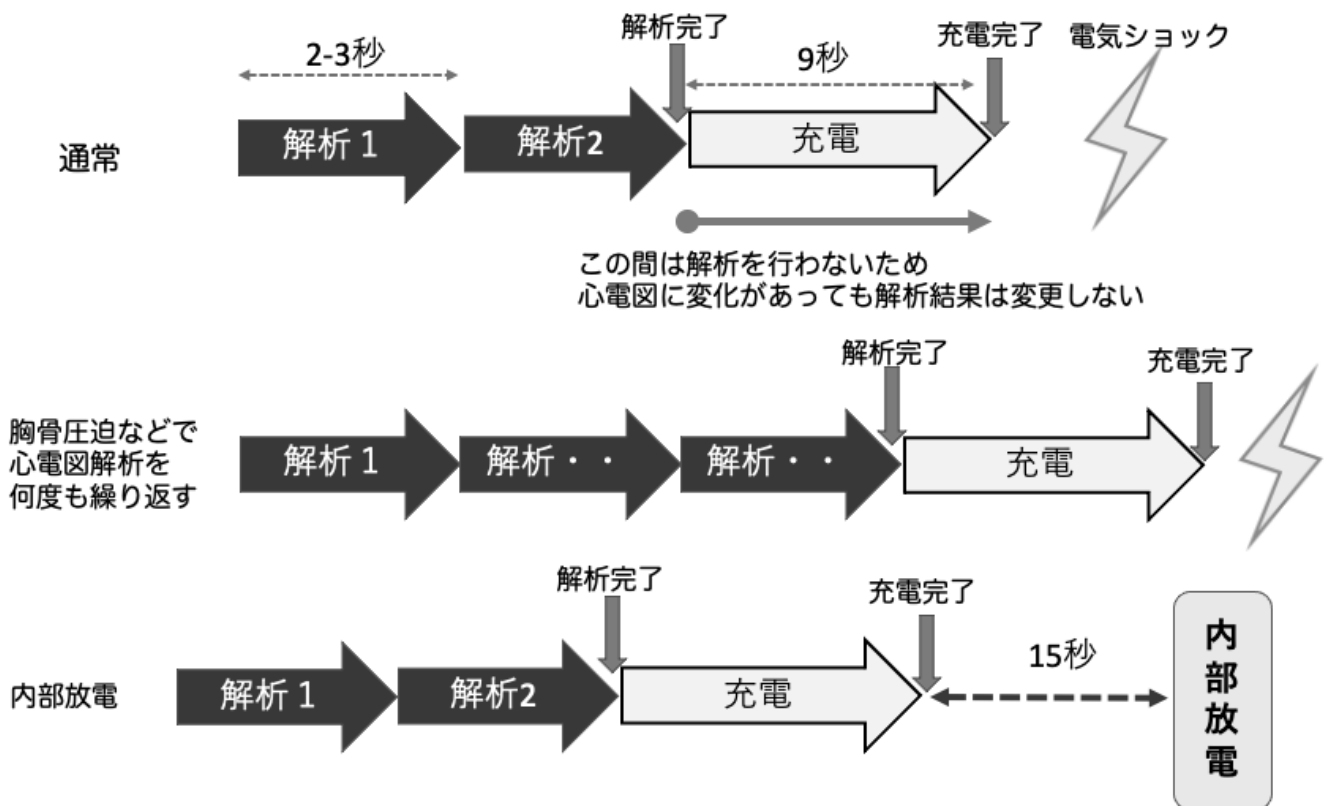 解析完了
充電完了
電気ショック
2-3秒
9秒
通常
解析 1
解析2
充電
この間は解析を行わないため
心電図に変化があっても解析結果は変更しない
解析完了
充電完了
胸骨圧迫などで
心電図解析を
何度も繰り返す
解析 1
解析・・
解析・・
充電
解析完了
充電完了
内部放電
解析 1
解析2
充電
15秒
内部放電